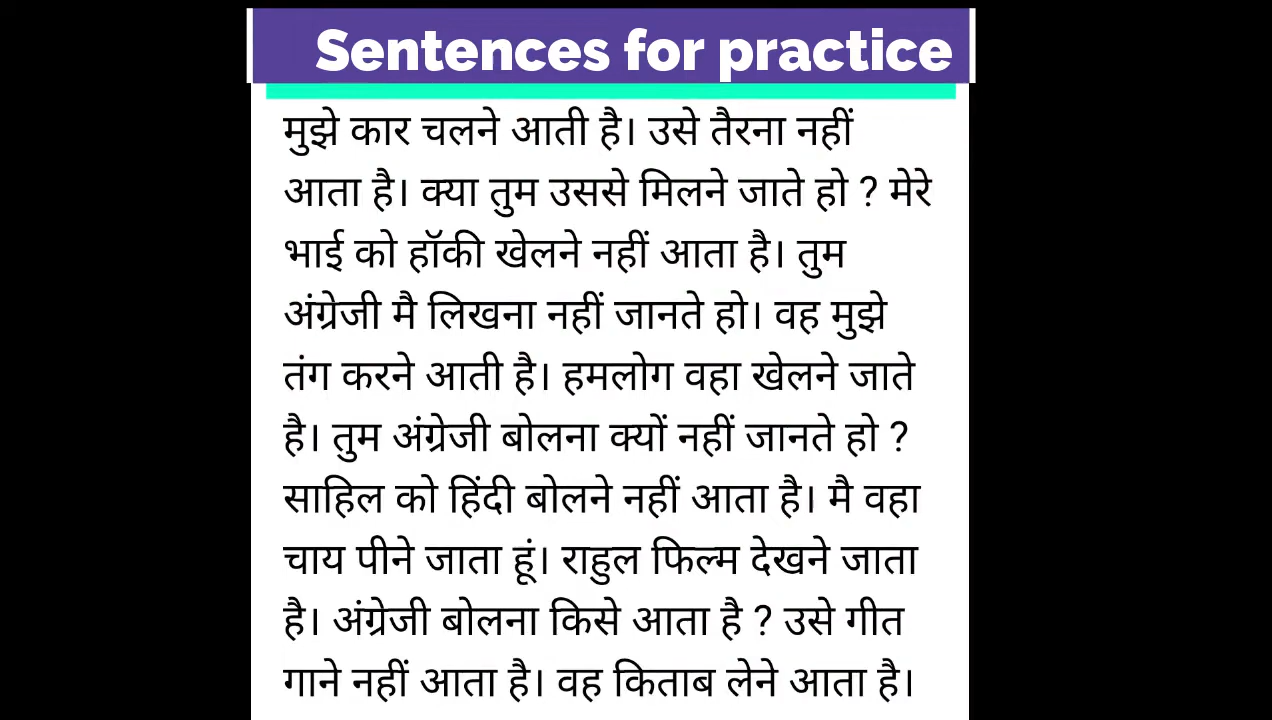 Sentences for practice
मुझे कार चलने आती है। उसे तैरना नहीं
आता है। क्या तुम उससे मिलने जाते हो ? मेरे
भाई को हॉकी खेलने नहीं आता है। तुम
अंग्रेजी मै लिखना नहीं जानते हो। वह मुझे
तंग करने आती है। हमलोग वहा खेलने जाते
है। तुम अंग्रेजी बोलना क्यों नहीं जानते हो ?
साहिल को हिंदी बोलने नहीं आता है। मै वहा
चाय पीने जाता हूं। राहुल फिल्म देखने जाता
है। अंग्रेजी बोलना किसे आता है ? उसे गीत
गाने नहीं आता है। वह किताब लेने आता है।